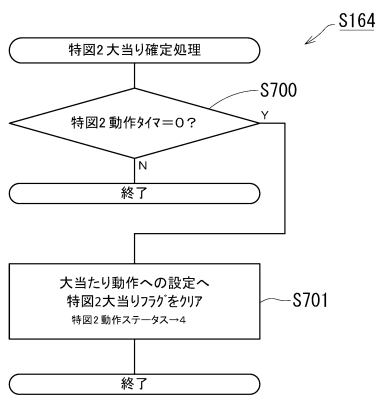 S164
特図2大当り確定処理
S700
特図2動作タイマ=0?
Y
N
終了
大当たり動作への設定へ
特図2大当りフラグをクリア
特図2動作ステータス→4
S701
終了